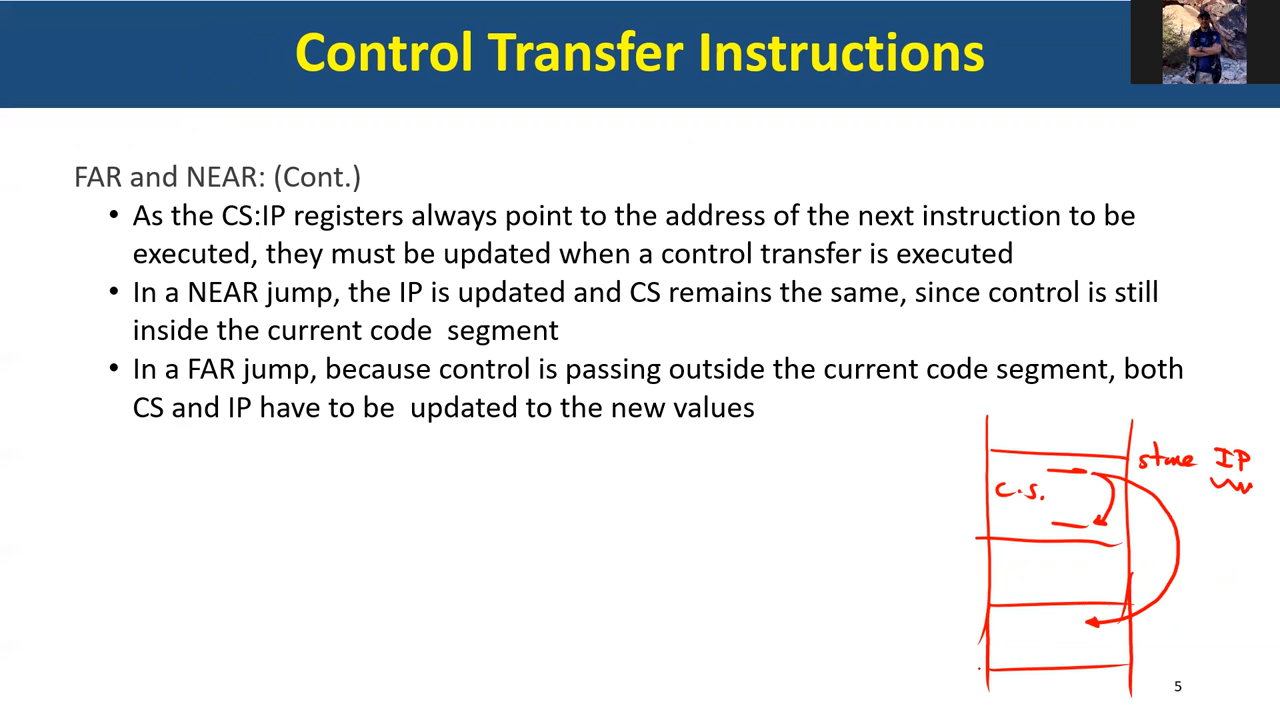 Control Transfer Instructions
FAR and NEAR: (Cont.)
• As the CS:IP registers always point to the address of the next instruction to be
executed, they must be updated when a control transfer is executed
• In a NEAR jump, the IP is updated and CS remains the same, since control is still
inside the current code segment
• In a FAR jump, because control is passing outside the current code segment, both
CS and IP have to be updated to the new values
store IP
C.S.
5